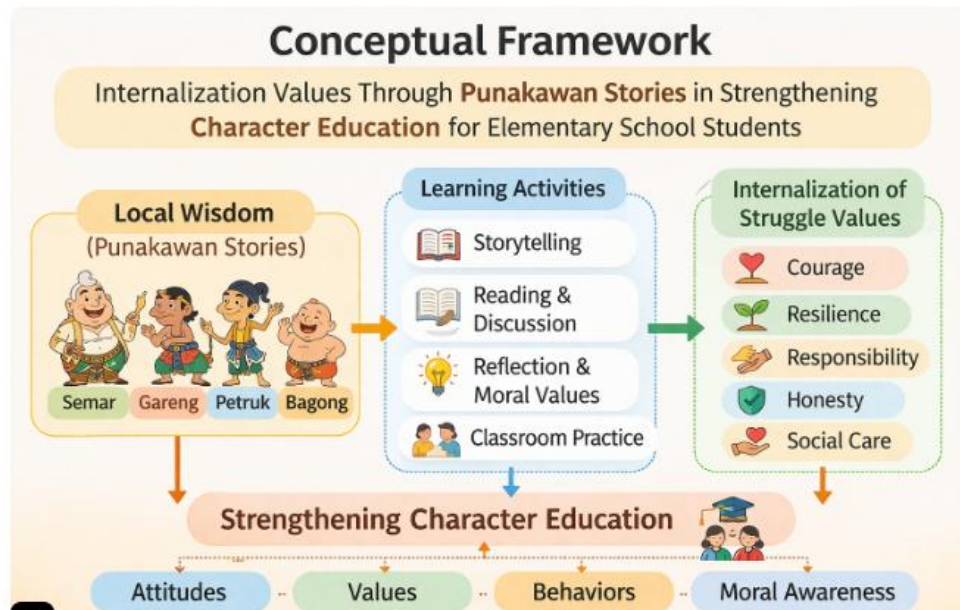 Conceptual Framework
Internalization Values Through Punakawan Stories in Strengthening
Character Education for Elementary School Students
Local Wisdom
(Punakawan Stories)
Semar
Gareng
Petruk
Bagong
Learning Activities
Storytelling
Reading &
Discussion
Reflection &
Moral Values
Classroom Practice
Internalization of
Struggle Values
Courage
Resilience
Responsibility
Honesty
Social Care
Strengthening Character Education
Attitudes
Values
Behaviors
Moral Awareness